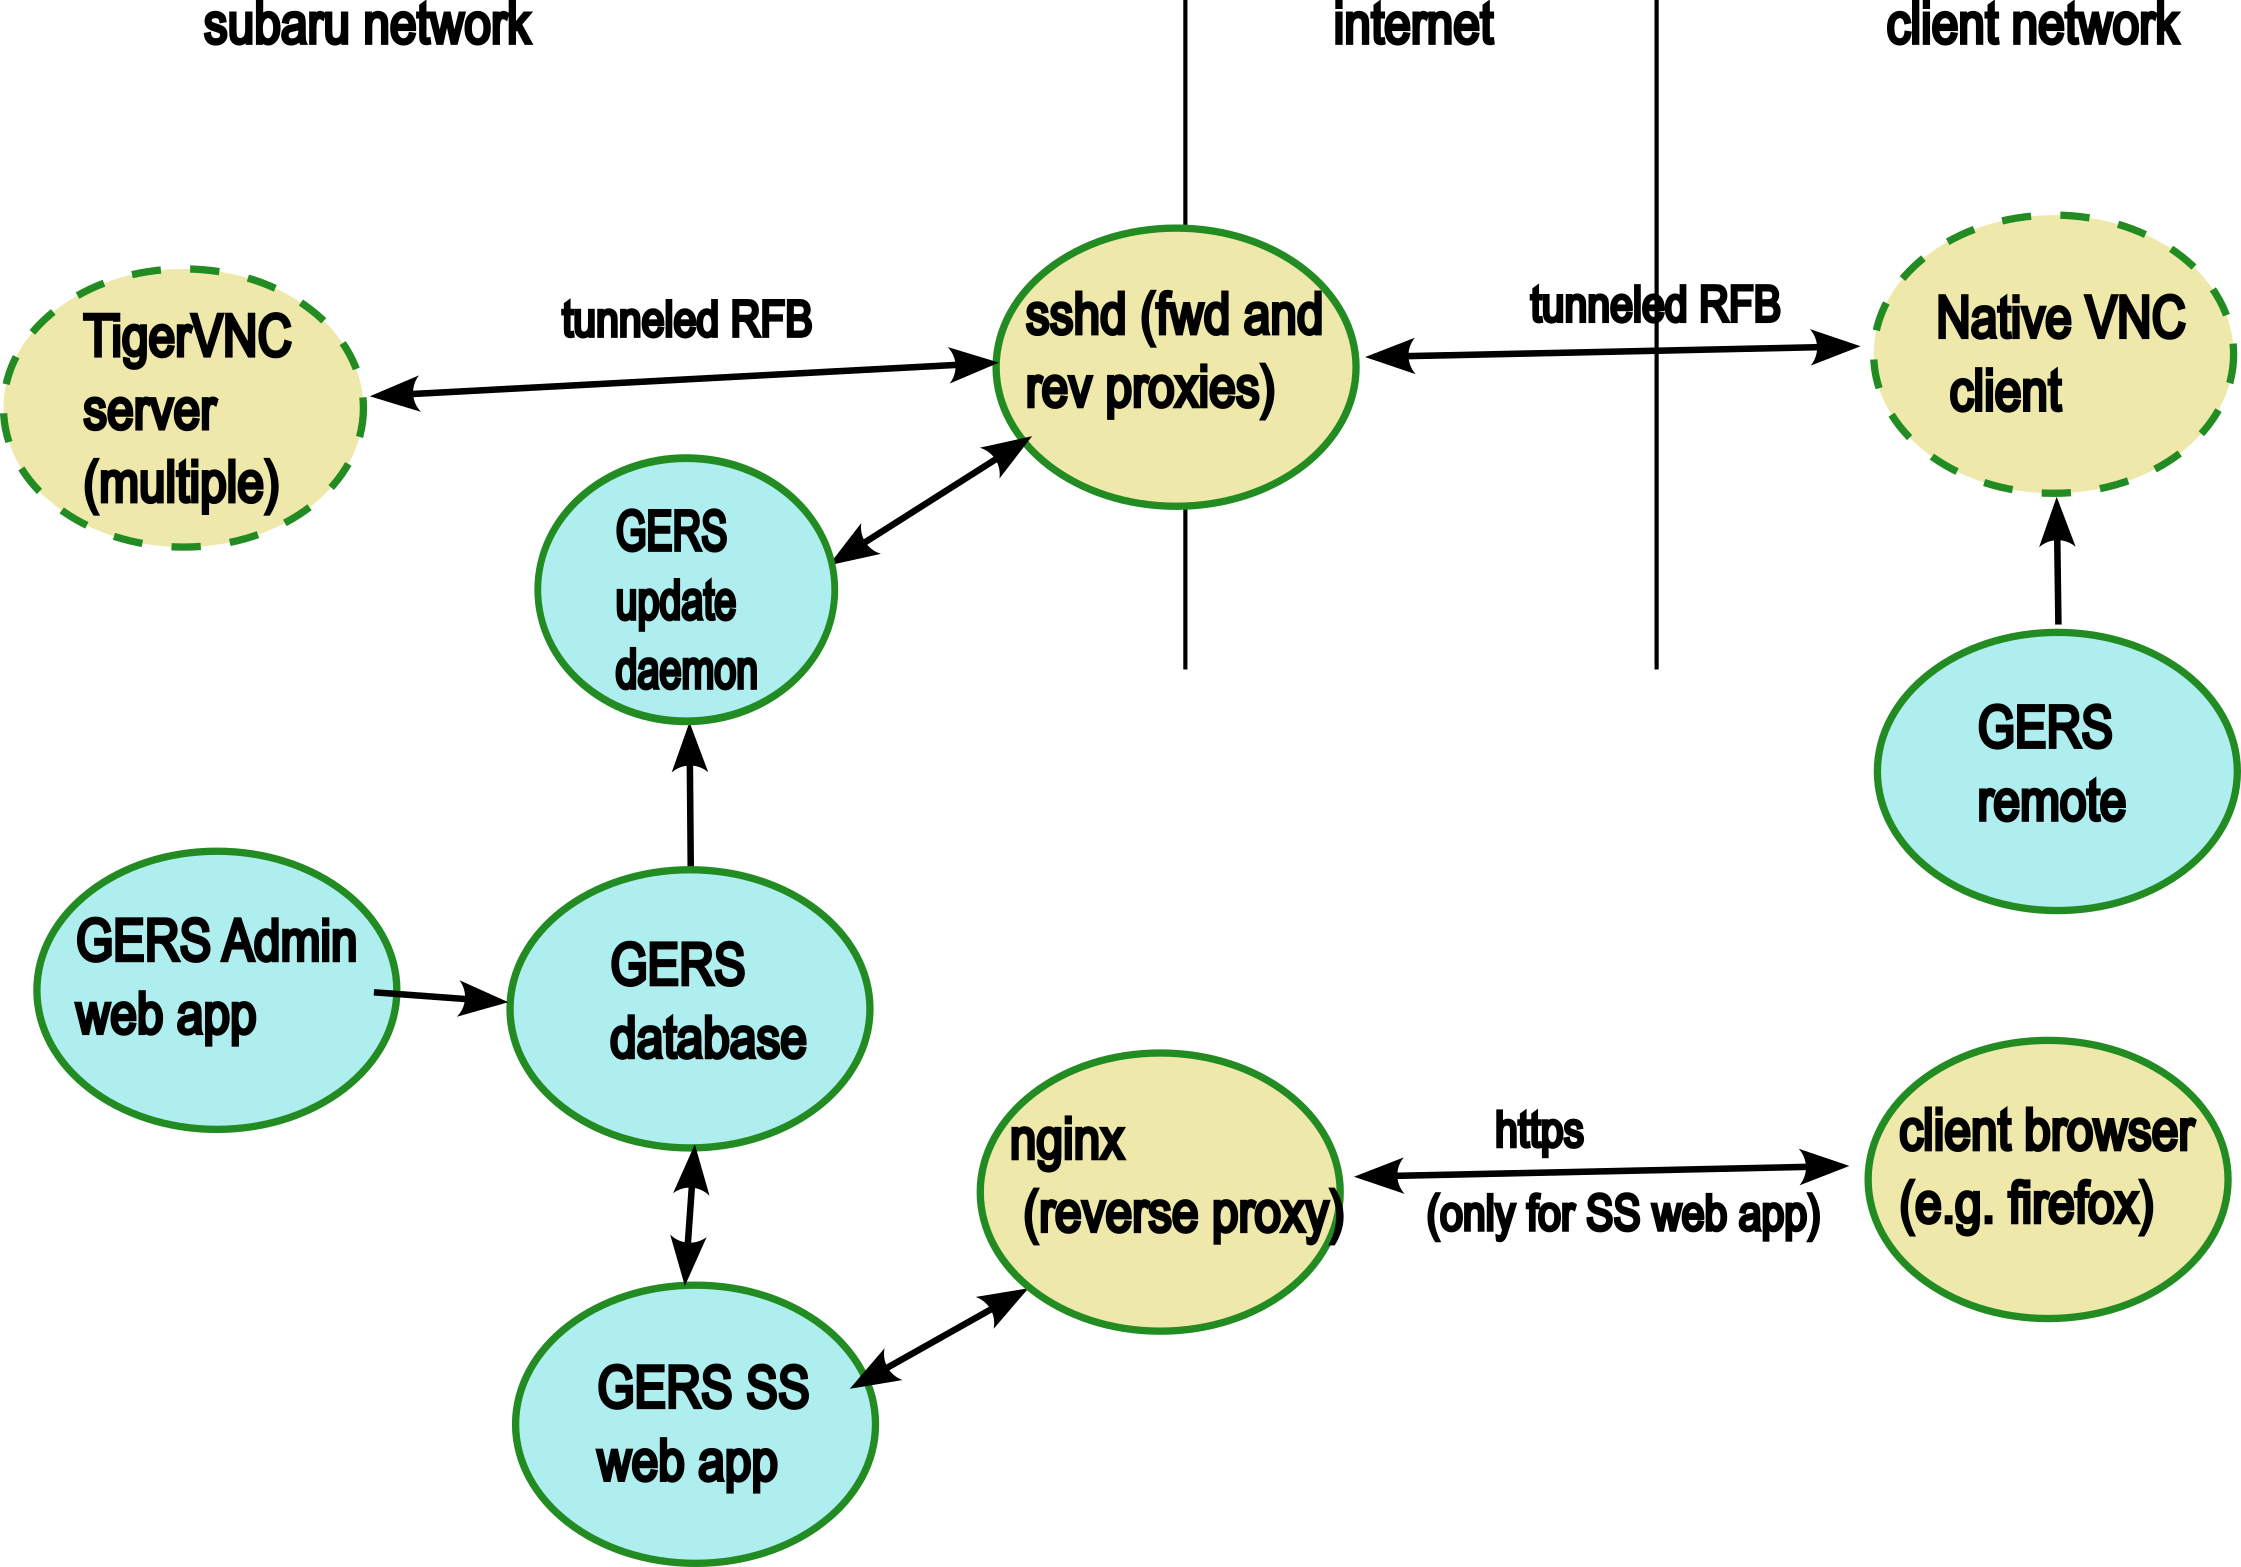 subaru network
internet
client network
TigerVNC
server
(multiple)
tunneled RFB
sshd (fwd and
rev proxies)
tunneled RFB
Native VNC
client
GERS
update
daemon
GERS
remote
GERS Admin
web app
GERS
database
nginx
(reverse proxy)
https
(only for SS web app)
client browser
(e.g. firefox)
GERS SS
web app